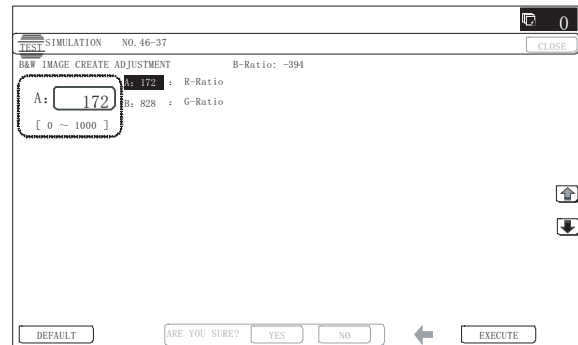 0
TEST SIMULATION NO. 46-37
CLOSE
B&W IMAGE CREATE ADJUSTMENT B-Ratio: -394
A: 172
[ 0 ~ 1000 ]
A: 172 : R-Ratio
B: 828 : G-Ratio
DEFAULT ARE YOU SURE? YES NO EXECUTE